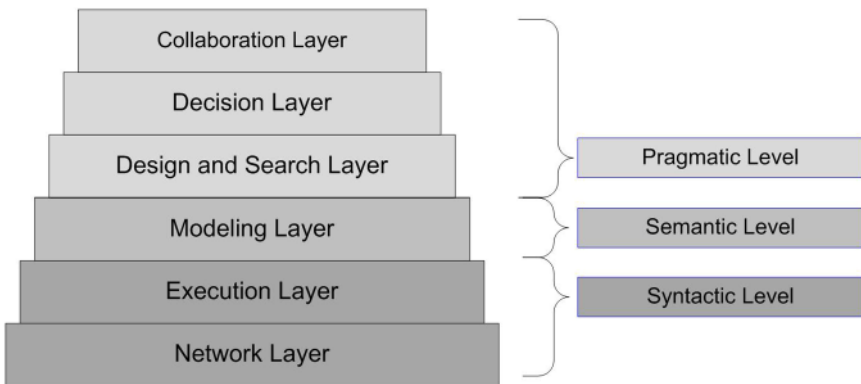 Collaboration Layer
Decision Layer
Design and Search Layer
Modeling Layer
Execution Layer
Network Layer
Pragmatic Level
Semantic Level
Syntactic Level